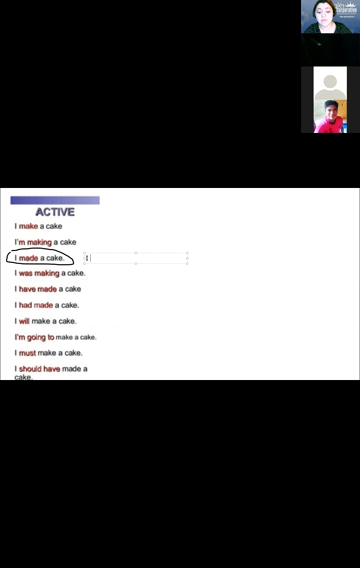 Corporativo
ACTIVE
I make a cake
I'm making a cake
I made a cake.
I was making a cake.
I have made a cake
I had made a cake.
I will make a cake.
I'm going to make a cake.
I must make a cake.
I should have made a
cake.